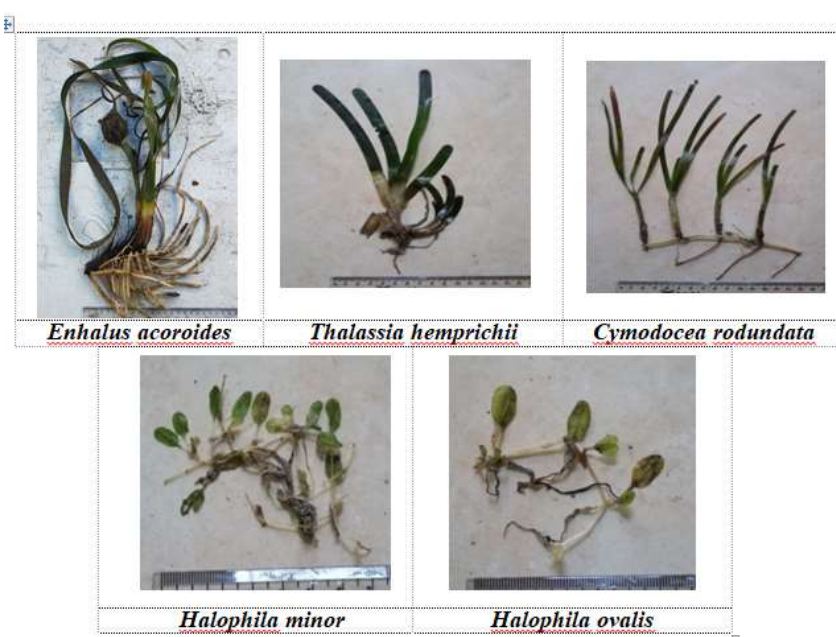 Enhalus acoroides
Thalassia hemprichii
Cymodocea rodundata
Halophila minor
Halophila ovalis